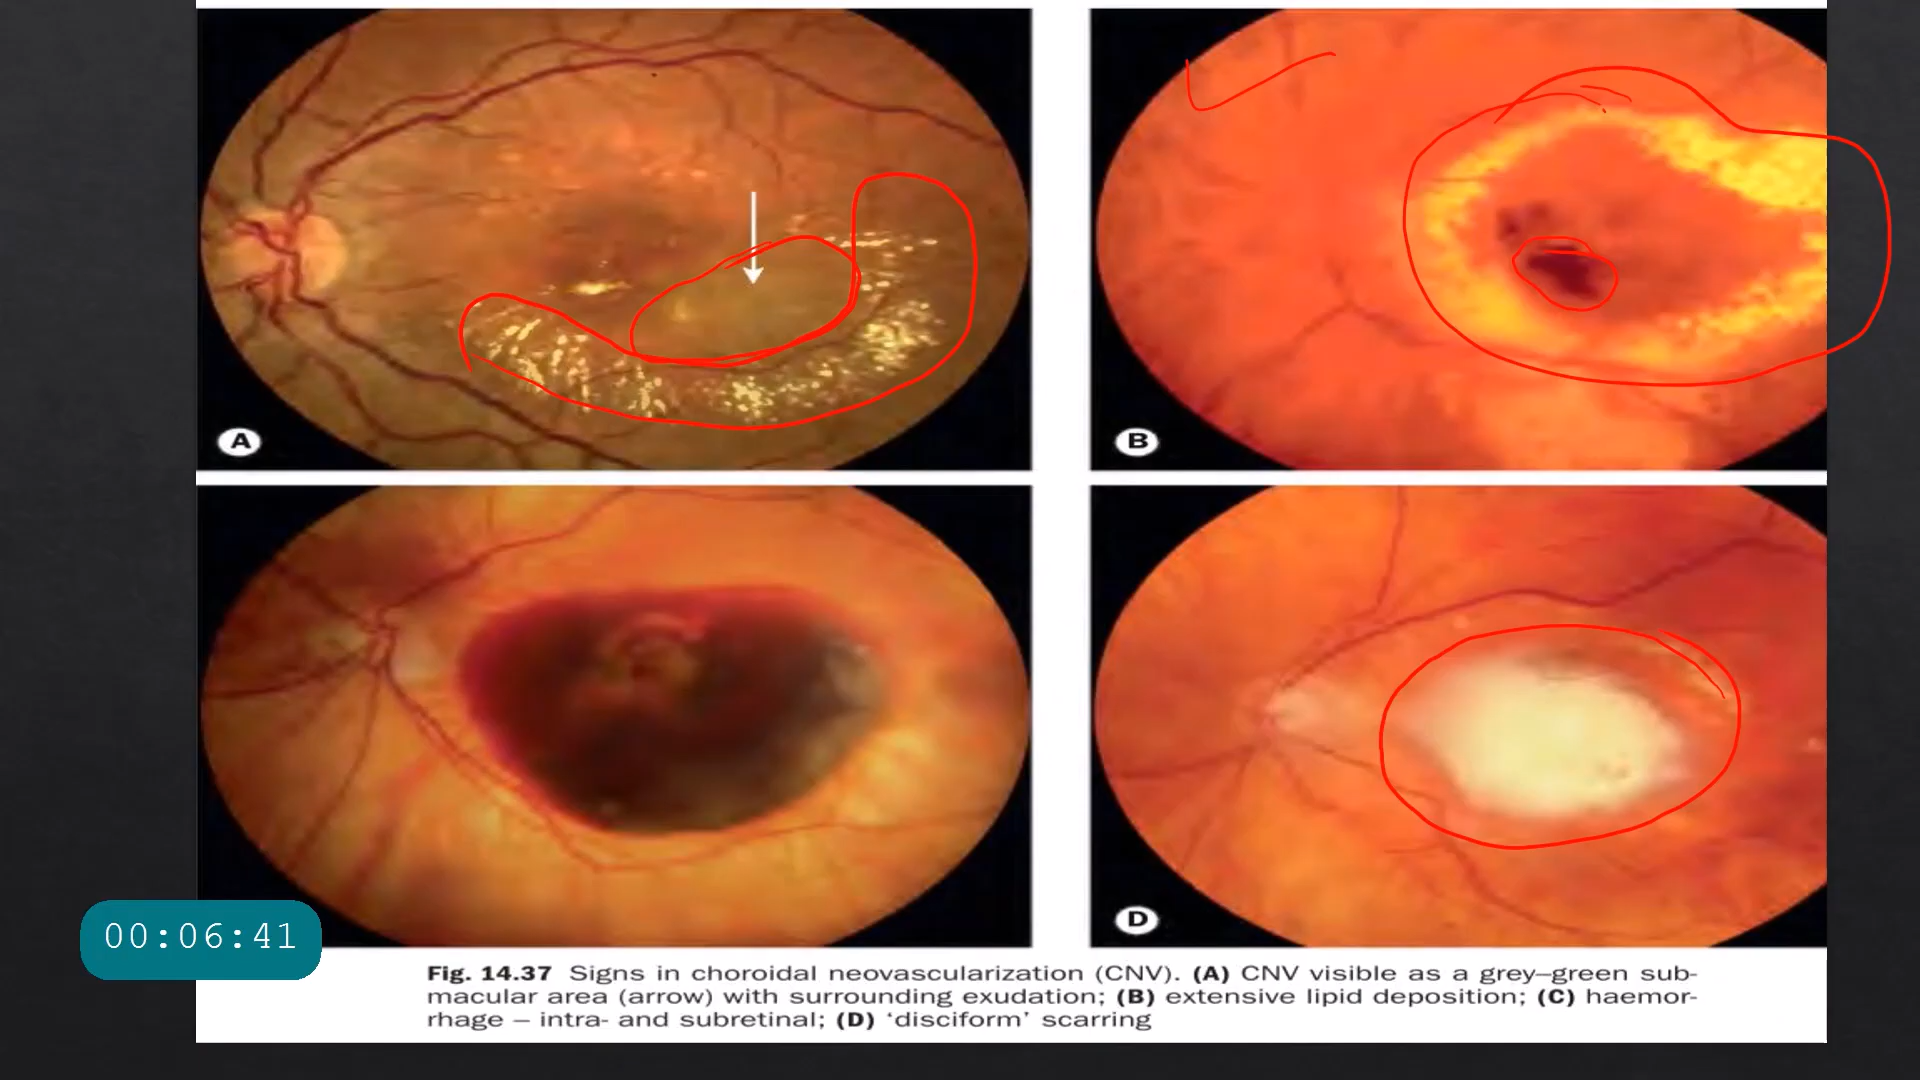 A
B
D
00:06:41
Fig. 14.37 Signs in choroidal neovascularization (CNV). (A) CNV visible as a grey–green sub-
macular area (arrow) with surrounding exudation; (B) extensive lipid deposition; (C) haemor-
rhage – intra- and subretinal; (D) ‘disciform’ scarring